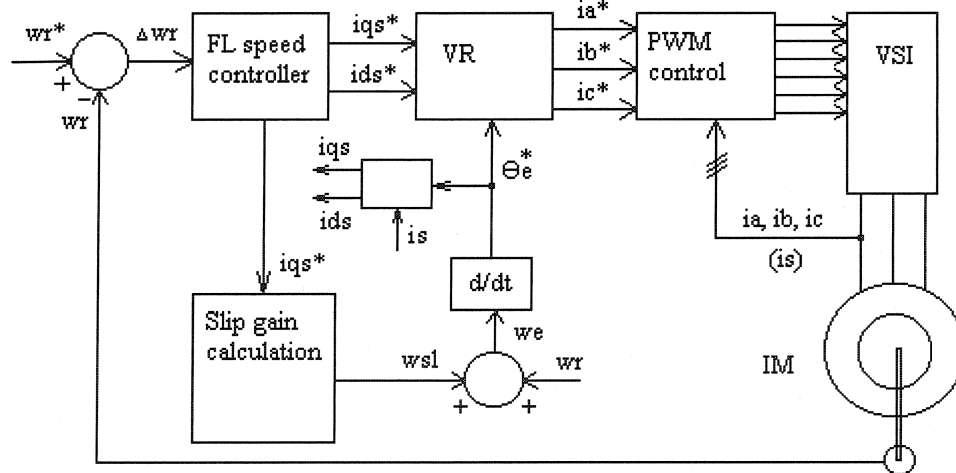 wr*
+
-
wr
Δwr
FL speed
controller
iqs*
ids*
VR
ia*
ib*
ic*
PWM
control
VSI
iqs
ids
is
Θe*
ia, ib, ic
(is)
iqs*
d/dt
Slip gain
calculation
we
wsl
wr
+
+
IM